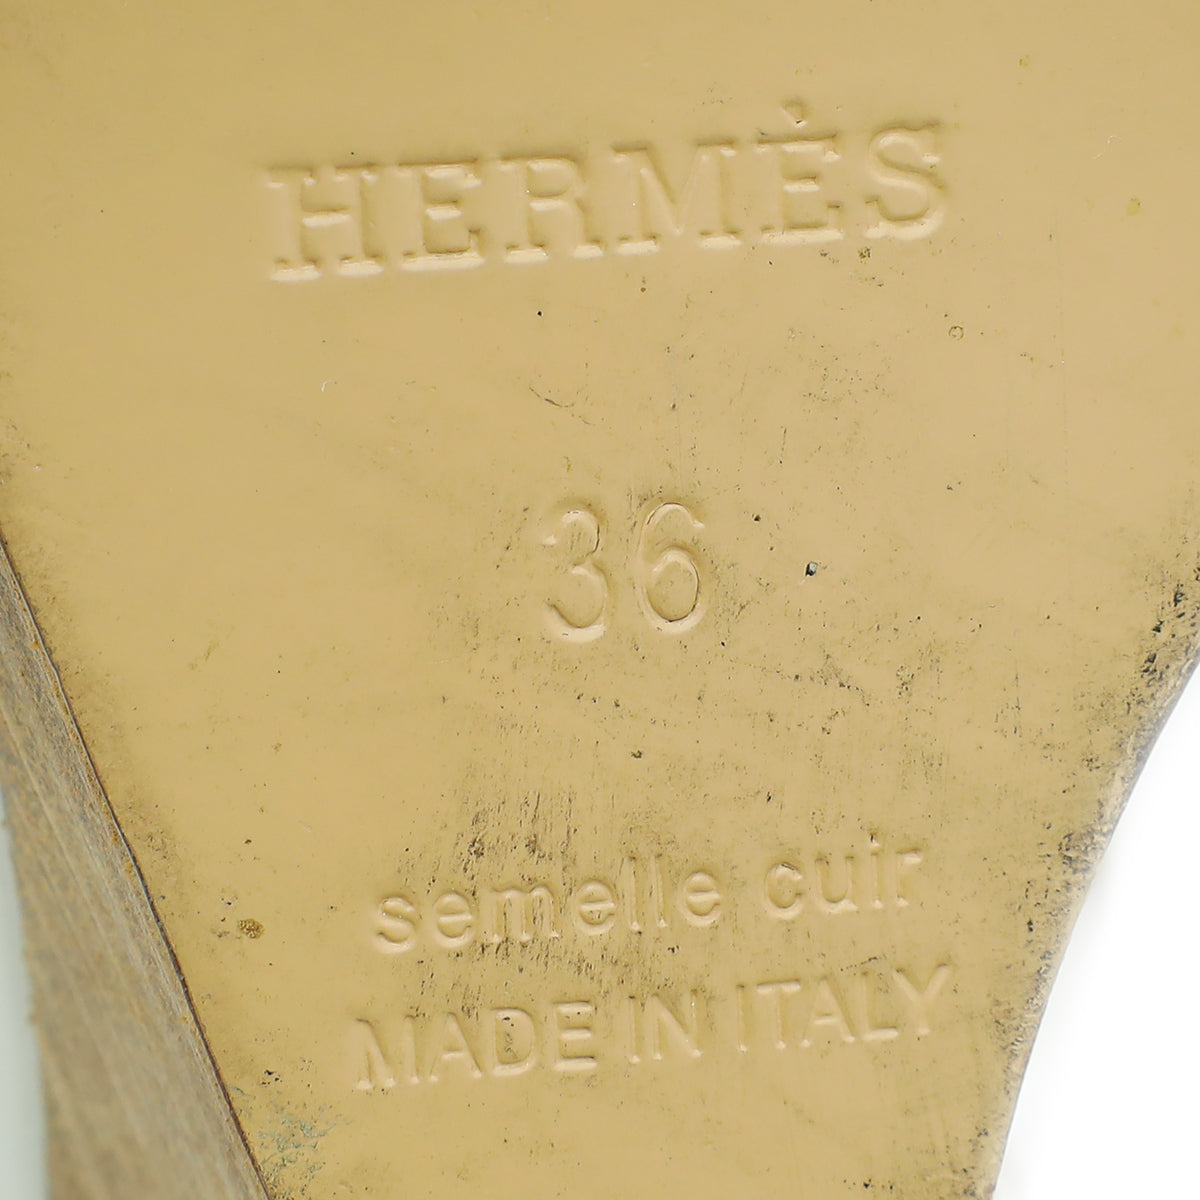 HERMÈS
36
semelle cuir
MADE IN ITALY